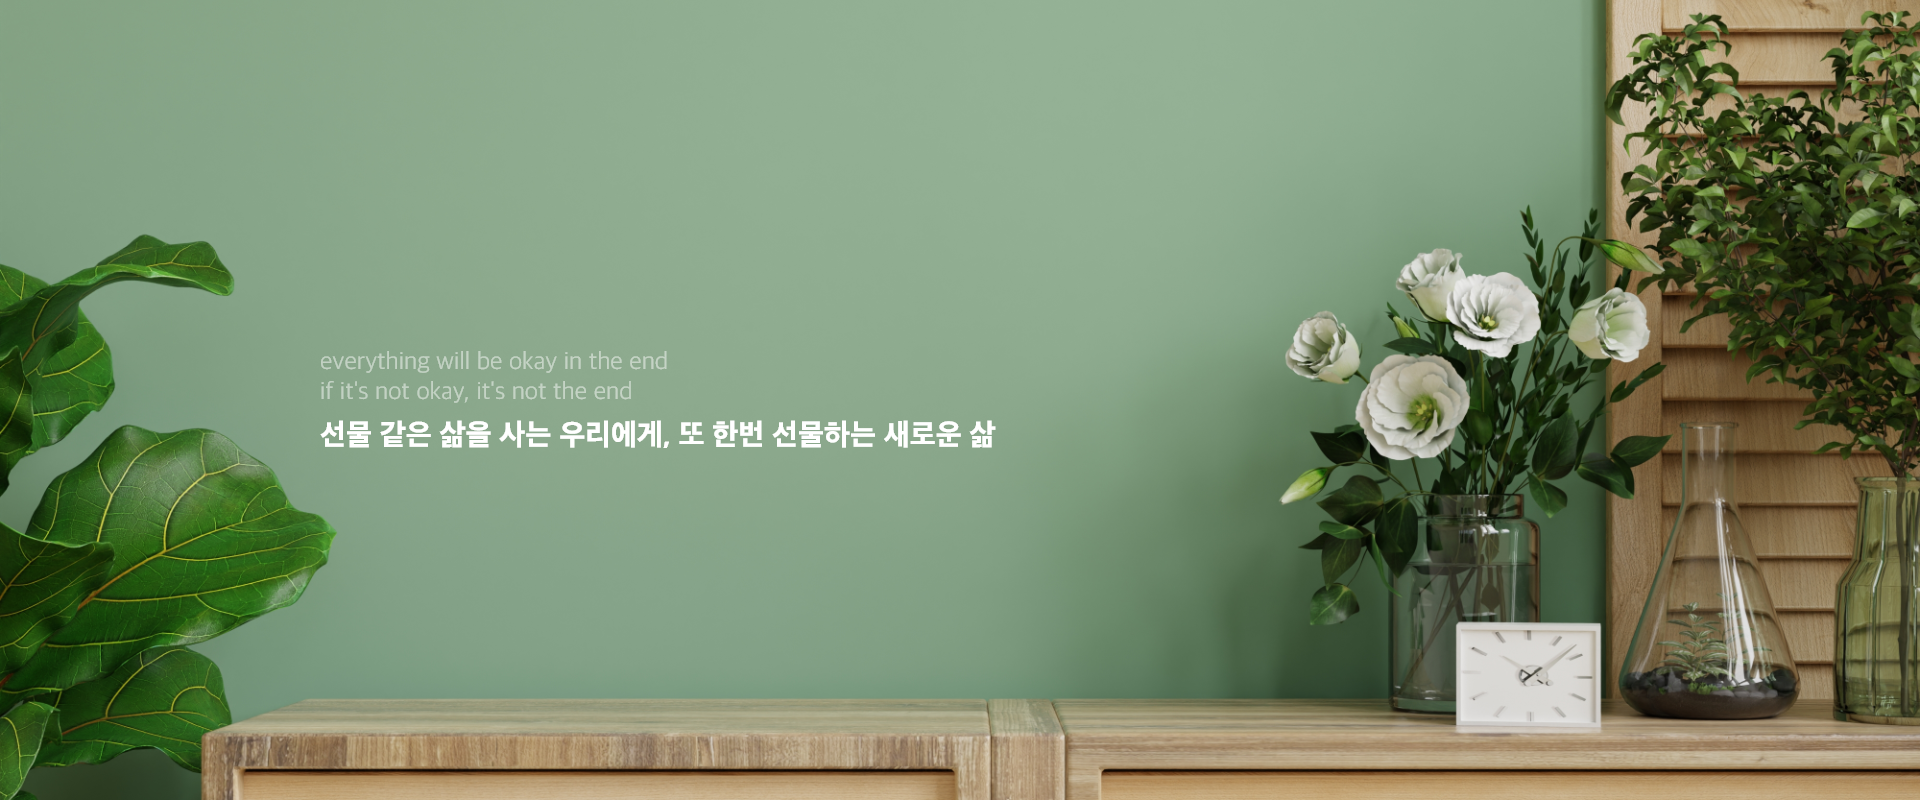 everything will be okay in the end
if it's not okay, it's not the end
선물 같은 삶을 사는 우리에게, 또 한번 선물하는 새로운 삶